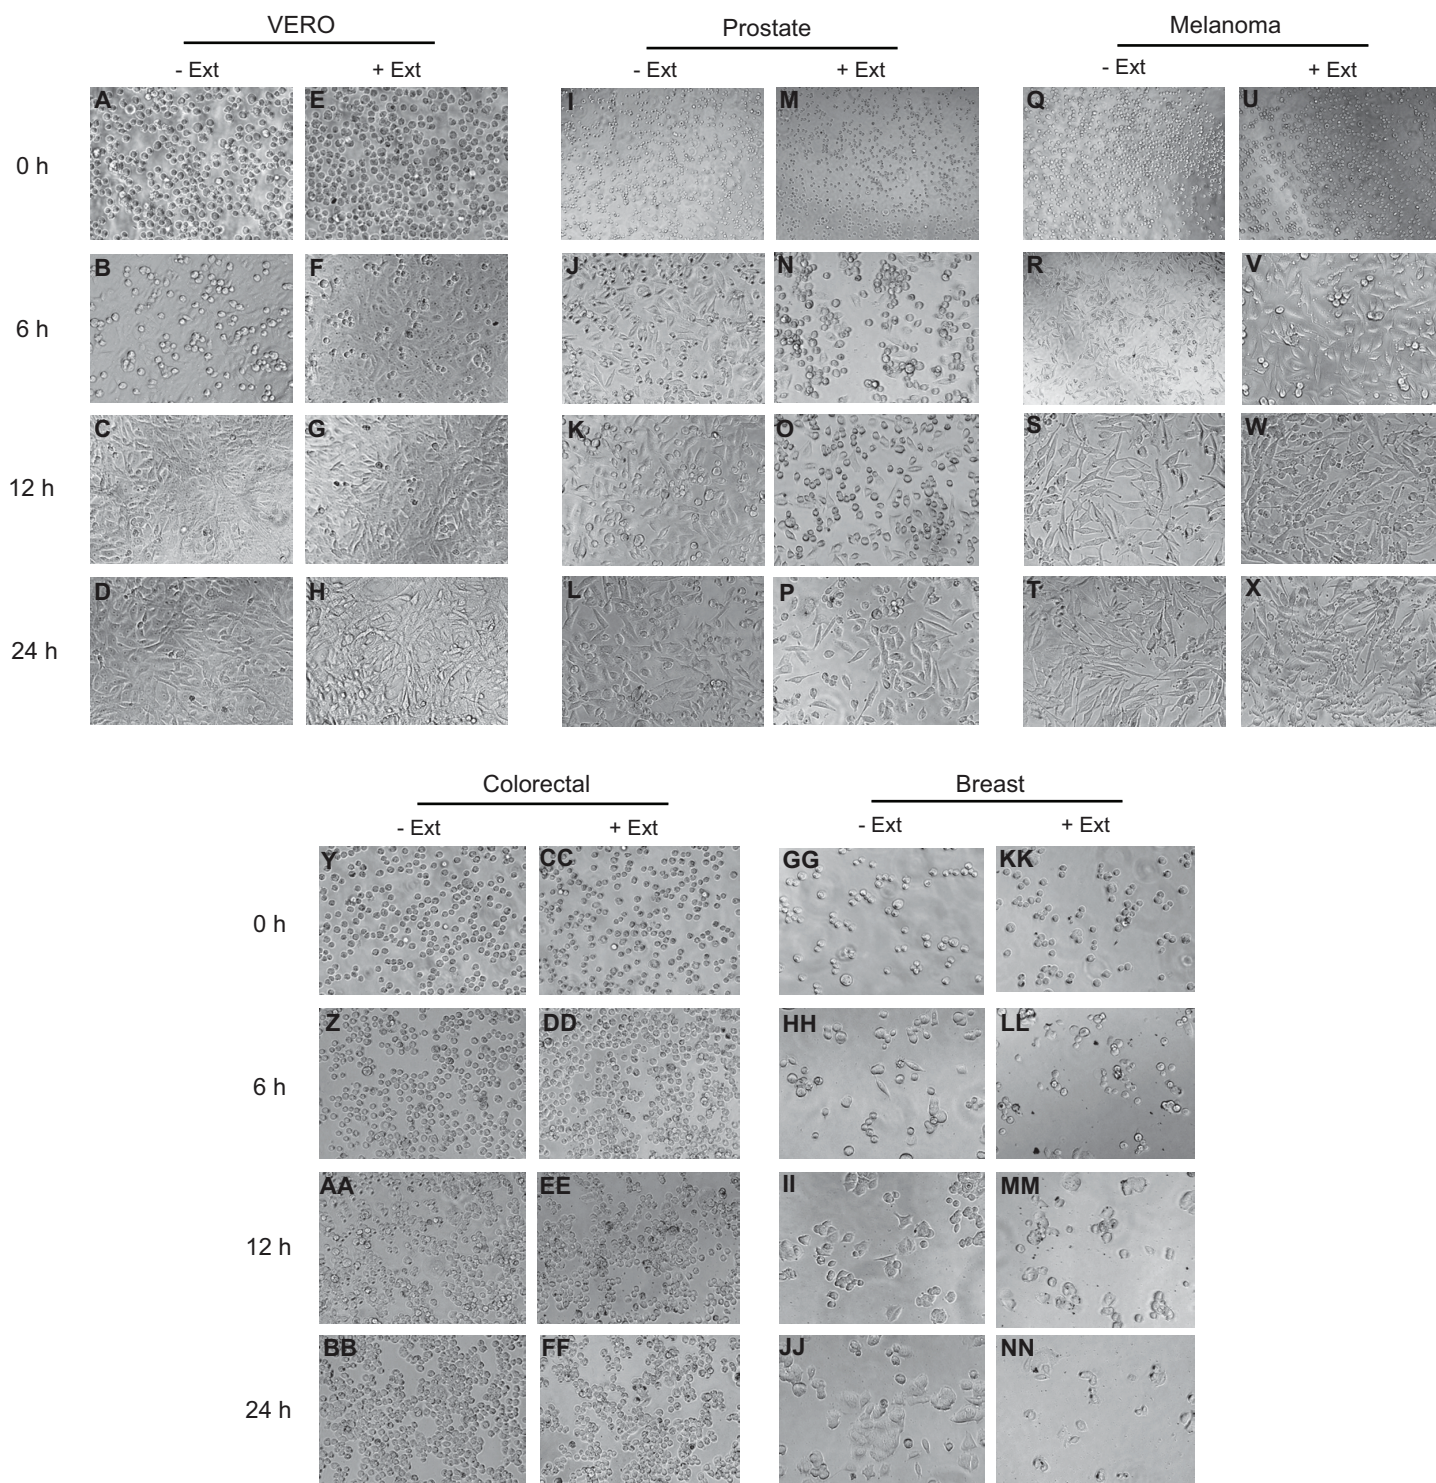 VERO
Prostate
Melanoma
- Ext
+ Ext
- Ext
+ Ext
- Ext
+ Ext
0 h
A
E
I
M
Q
U
6 h
B
F
J
N
R
V
12 h
C
G
K
O
S
W
24 h
D
H
L
P
T
X
Colorectal
Breast
- Ext
+ Ext
- Ext
+ Ext
0 h
Y
CC
GG
KK
6 h
Z
DD
HH
LL
12 h
AA
EE
II
MM
24 h
BB
FF
JJ
NN